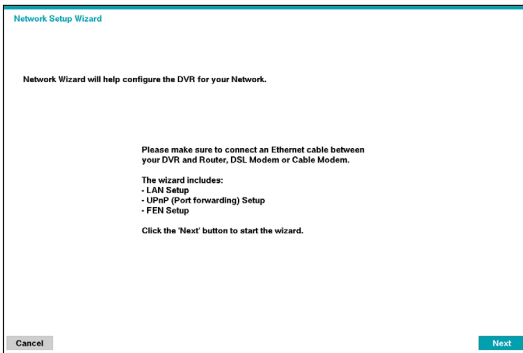 Network Setup Wizard
Network Wizard will help configure the DVR for your Network.
Please make sure to connect an Ethernet cable between
your DVR and Router, DSL Modem or Cable Modem.
The wizard includes:
- LAN Setup
- UPnP (Port forwarding) Setup
- FEN Setup
Click the 'Next' button to start the wizard.
Cancel
Next